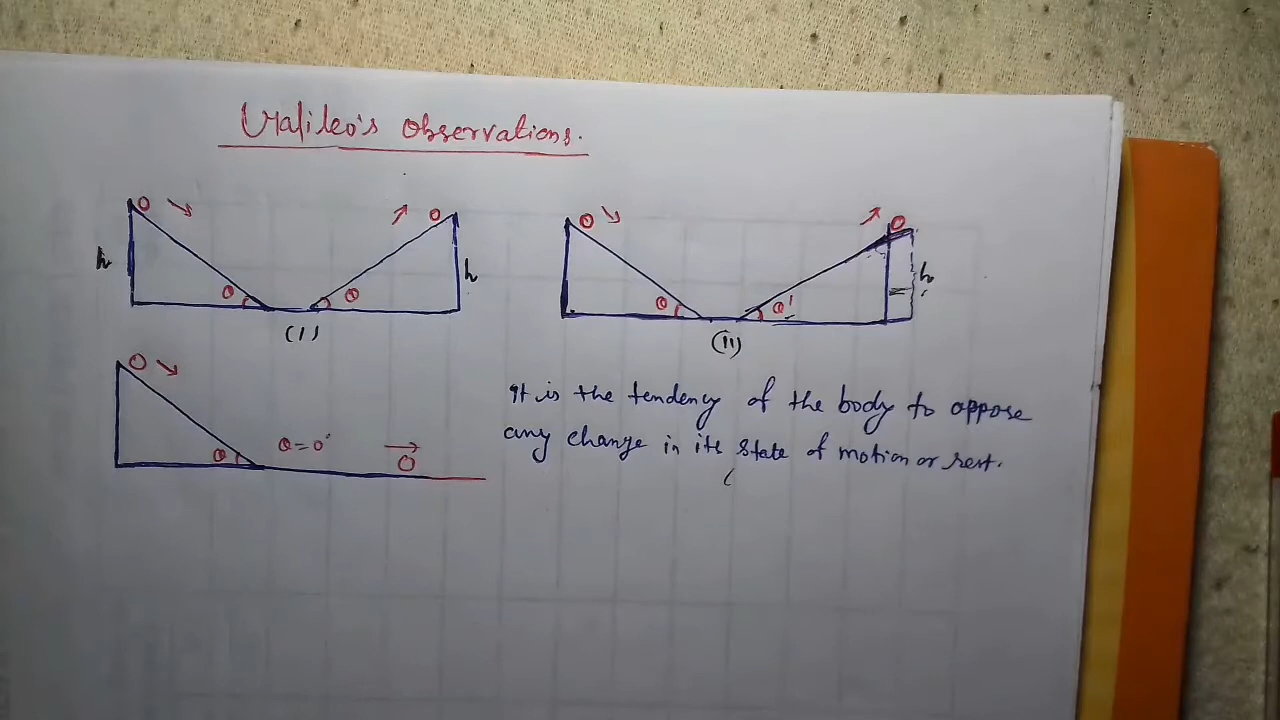 Galileo's observations.
h
θ
θ
h
(I)
θ
θ'
h
(II)
θ
θ=0°
It is the tendency of the body to oppose
any change in its state of motion or rest.